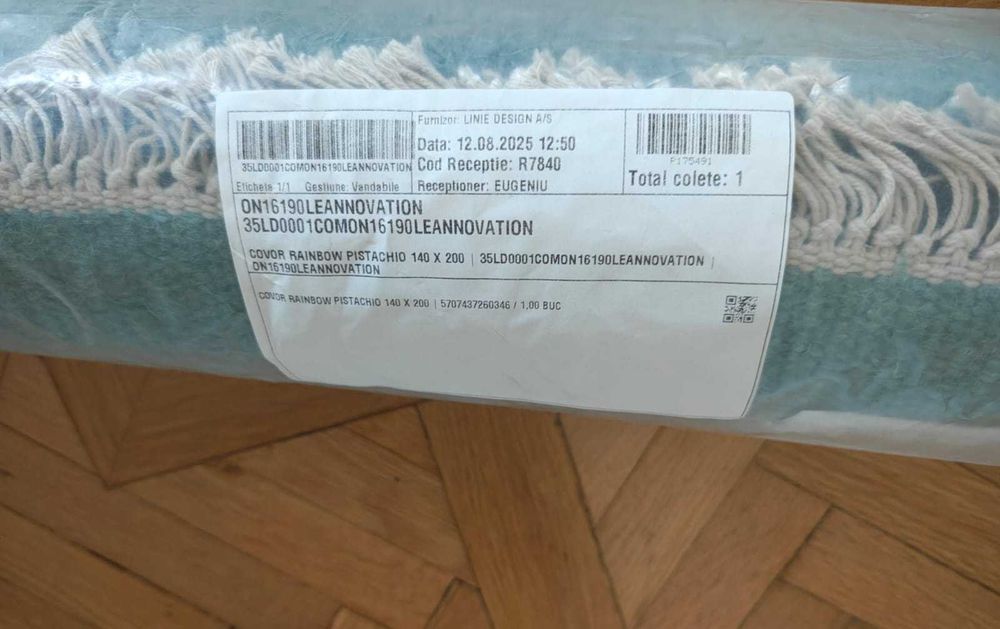 35LD0001COMON16190LEANNOVATION
Eticheta 1/1 Gestiune: Vandabile
Furnizor: LINIE DESIGN A/S
Data: 12.08.2025 12:50
Cod Receptie: R7840
Receptioner: EUGENIU
P175491
Total colete: 1
ON16190LEANNOVATION
35LD0001COMON16190LEANNOVATION
COVOR RAINBOW PISTACHIO 140 X 200 | 35LD0001COMON16190LEANNOVATION |
ON16190LEANNOVATION
COVOR RAINBOW PISTACHIO 140 X 200 | 5707437260346 / 1,00 BUC